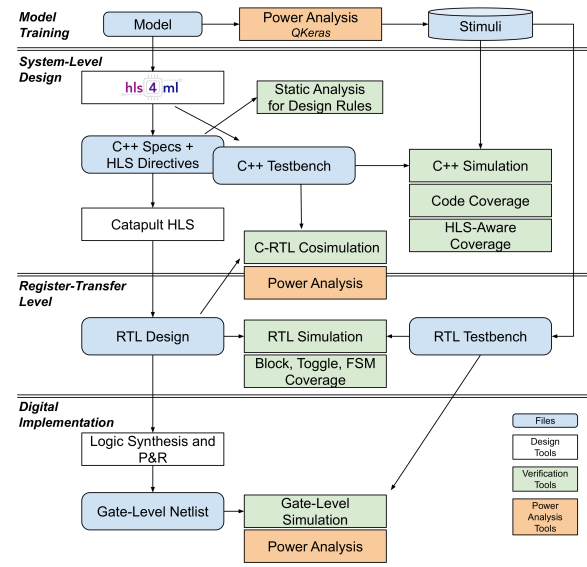 Model
Training
Model
Power Analysis
QKeras
Stimuli
System-Level
Design
hls 4 ml
Static Analysis
for Design Rules
C++ Specs +
HLS Directives
C++ Testbench
C++ Simulation
Code Coverage
HLS-Aware
Coverage
Catapult HLS
C-RTL Cosimulation
Power Analysis
Register-Transfer
Level
RTL Design
RTL Simulation
RTL Testbench
Block, Toggle, FSM
Coverage
Digital
Implementation
Logic Synthesis and
P&R
Gate-Level Netlist
Gate-Level
Simulation
Power Analysis
Files
Design
Tools
Verification
Tools
Power
Analysis
Tools